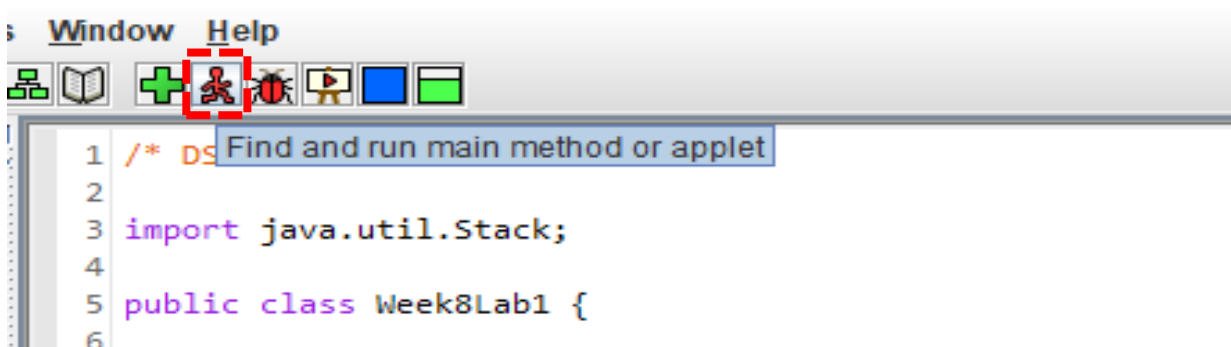 Window Help
Find and run main method or applet
1 /* DS
2
3 import java.util.Stack;
4
5 public class Week8Lab1 {
6